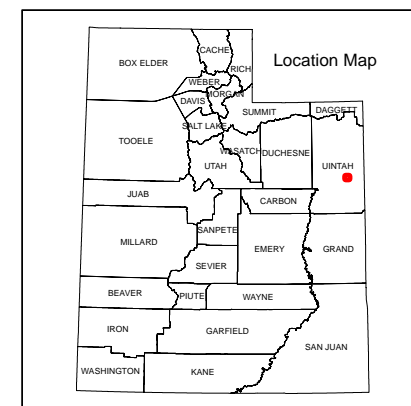 Location Map
CACHE
BOX ELDER
RICH
WEBER
MORGAN
DAVIS
SUMMIT
DAGGETT
SALT LAKE
TOOELE
WASATCH
DUCHESNE
UTAH
UINTAH
JUAB
CARBON
SANPETE
MILLARD
EMERY
GRAND
SEVIER
BEAVER
PIUTE
WAYNE
IRON
GARFIELD
SAN JUAN
WASHINGTON
KANE